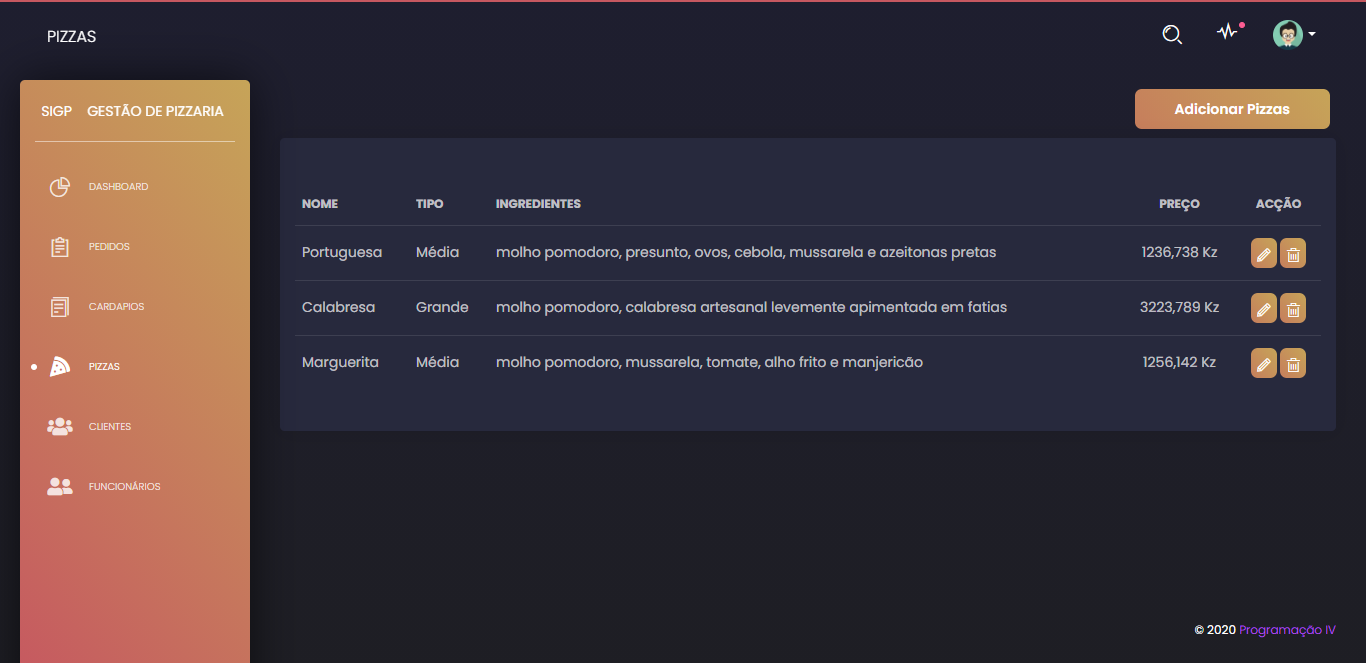 PIZZAS
SIGP GESTÃO DE PIZZARIA
DASHBOARD
PEDIDOS
CARDAPIOS
PIZZAS
CLIENTES
FUNCIONÁRIOS
Adicionar Pizzas
NOME TIPO INGREDIENTES PREÇO ACÇÃO
Portuguesa Média molho pomodoro, presunto, ovos, cebola, mussarela e azeitonas pretas 1236,738 Kz
Calabresa Grande molho pomodoro, calabresa artesanal levemente apimentada em fatias 3223,789 Kz
Marguerita Média molho pomodoro, mussarela, tomate, alho frito e manjericão 1256,142 Kz
© 2020 Programação IV